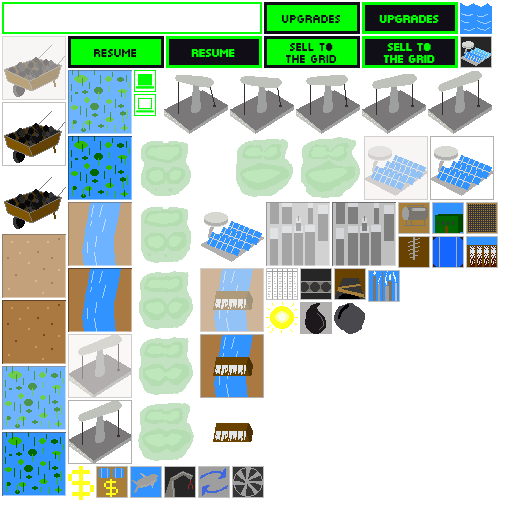 UPGRADES
UPGRADES
RESUME
RESUME
SELL TO
THE GRID
SELL TO
THE GRID
$
$